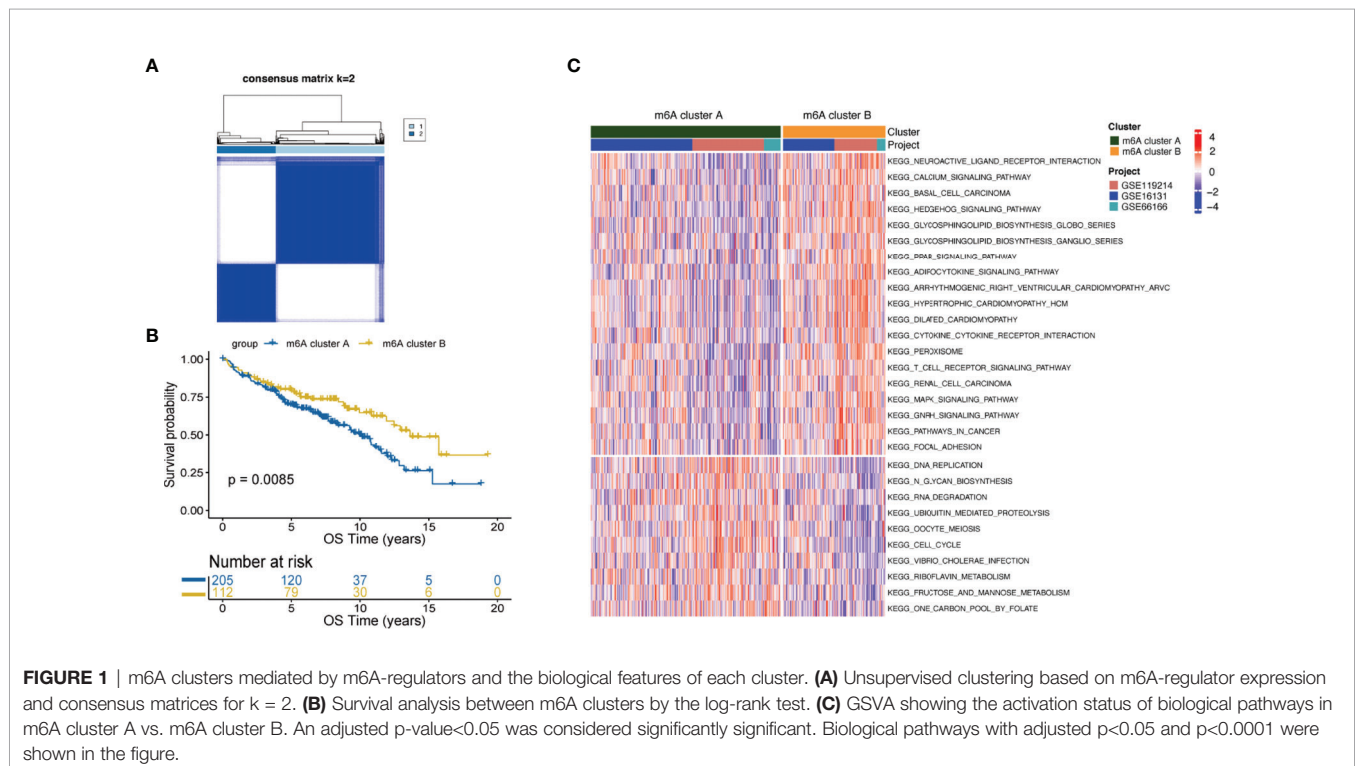 A
consensus matrix k=2
1
2
B
group m6A cluster A m6A cluster B
1.00
0.75
0.50
0.25
0.00
Survival probability
p = 0.0085
0 5 10 15 20
OS Time (years)
Number at risk
205 120 37 5 0
112 79 30 6 0
0 5 10 15 20
OS Time (years)
C
m6A cluster A m6A cluster B
Cluster
Project
KEGG_NEUROACTIVE_LIGAND_RECEPTOR_INTERACTION
KEGG_CALCIUM_SIGNALING_PATHWAY
KEGG_BASAL_CELL_CARCINOMA
KEGG_HEDGEHOG_SIGNALING_PATHWAY
KEGG_GLYCOSPHINGOLIPID_BIOSYNTHESIS_GLOBO_SERIES
KEGG_GLYCOSPHINGOLIPID_BIOSYNTHESIS_GANGLIO_SERIES
KEGG_PPAR_SIGNALING_PATHWAY
KEGG_ADIFOCYTOKINE_SIGNALING_PATHWAY
KEGG_ARRHYTHMOGENIC_RIGHT_VENTRICULAR_CARDIOMYOPATHY_ARVC
KEGG_HYPERTROPHIC_CARDIOMYOPATHY_HCM
KEGG_DILATED_CARDIOMYOPATHY
KEGG_CYTOKINE_CYTOKINE_RECEPTOR_INTERACTION
KEGG_PEROXISOME
KEGG_T_CELL_RECEPTOR_SIGNALING_PATHWAY
KEGG_RENAL_CELL_CARCINOMA
KEGG_MAPK_SIGNALING_PATHWAY
KEGG_GNRH_SIGNALING_PATHWAY
KEGG_PATHWAYS_IN_CANCER
KEGG_FOCAL_ADHESION
KEGG_DNA_REPLICATION
KEGG_N_GLYCAN_BIOSYNTHESIS
KEGG_RNA_DEGRADATION
KEGG_UBIQUITIN_MEDIATED_PROTEOLYSIS
KEGG_OOCYTE_MEIOSIS
KEGG_CELL_CYCLE
KEGG_VIBRIO_CHOLERAE_INFECTION
KEGG_RIBOFLAVIN_METABOLISM
KEGG_FRUCTOSE_AND_MANNOSE_METABOLISM
KEGG_ONE_CARBON_POOL_BY_FOLATE
Cluster
m6A cluster A
m6A cluster B
Project
GSE119214
GSE16131
GSE66166
4
2
0
−2
−4
FIGURE 1 | m6A clusters mediated by m6A-regulators and the biological features of each cluster. (A) Unsupervised clustering based on m6A-regulator expression
and consensus matrices for k = 2. (B) Survival analysis between m6A clusters by the log-rank test. (C) GSVA showing the activation status of biological pathways in
m6A cluster A vs. m6A cluster B. An adjusted p-value<0.05 was considered significantly significant. Biological pathways with adjusted p<0.05 and p<0.0001 were
shown in the figure.